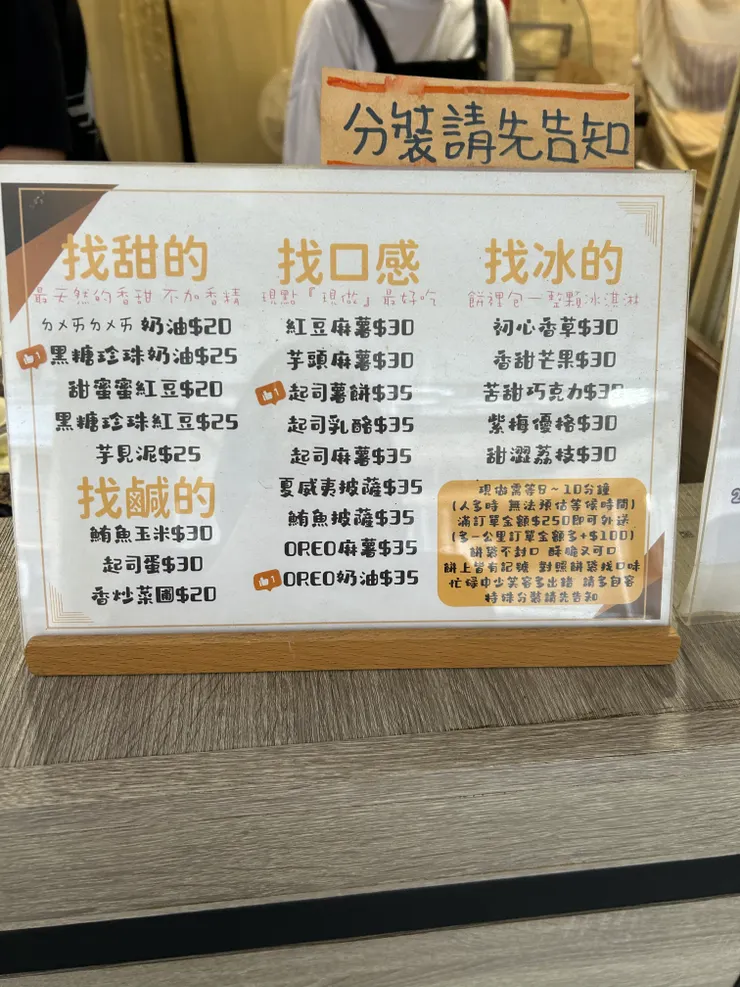 分裝請先告知
找甜的
最天然的香甜 不加香精
ㄉㄨㄞㄉㄨㄞ 奶油$20
黑糖珍珠奶油$25
甜蜜蜜紅豆$20
黑糖珍珠紅豆$25
芋見泥$25
找鹹的
鮪魚玉米$30
起司蛋$30
香炒菜圃$20
找口感
現點『現做』最好吃
紅豆麻薯$30
芋頭麻薯$30
起司薯餅$35
起司乳酪$35
起司麻薯$35
夏威夷披薩$35
鮪魚披薩$35
OREO麻薯$35
OREO奶油$35
找冰的
餅裡包一整顆冰淇淋
初心香草$30
香甜芒果$30
苦甜巧克力$30
紫梅優格$30
甜澀荔枝$30
現做需等8~10分鐘
(人多時 無法預估等候時間)
滿訂單金額$250即可外送
(多一公里訂單金額多+$100)
餅袋不封口 酥脆又可口
餅上皆有記號 對照餅袋找口味
忙碌中少笑容多出錯 請多包容
特殊分裝請先告知